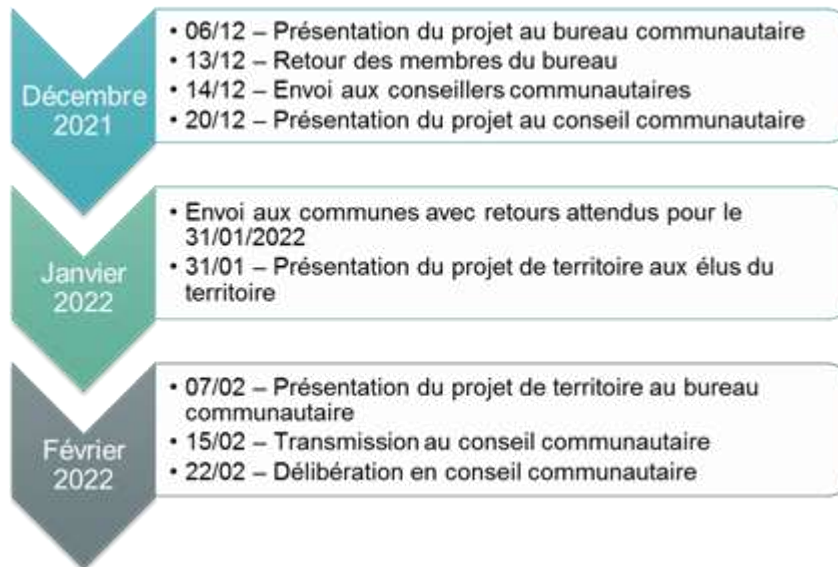 Décembre
2021
• 06/12 – Présentation du projet au bureau communautaire
• 13/12 – Retour des membres du bureau
• 14/12 – Envoi aux conseillers communautaires
• 20/12 – Présentation du projet au conseil communautaire
Janvier
2022
• Envoi aux communes avec retours attendus pour le
31/01/2022
• 31/01 – Présentation du projet de territoire aux élus du
territoire
Février
2022
• 07/02 – Présentation du projet de territoire au bureau
communautaire
• 15/02 – Transmission au conseil communautaire
• 22/02 – Délibération en conseil communautaire